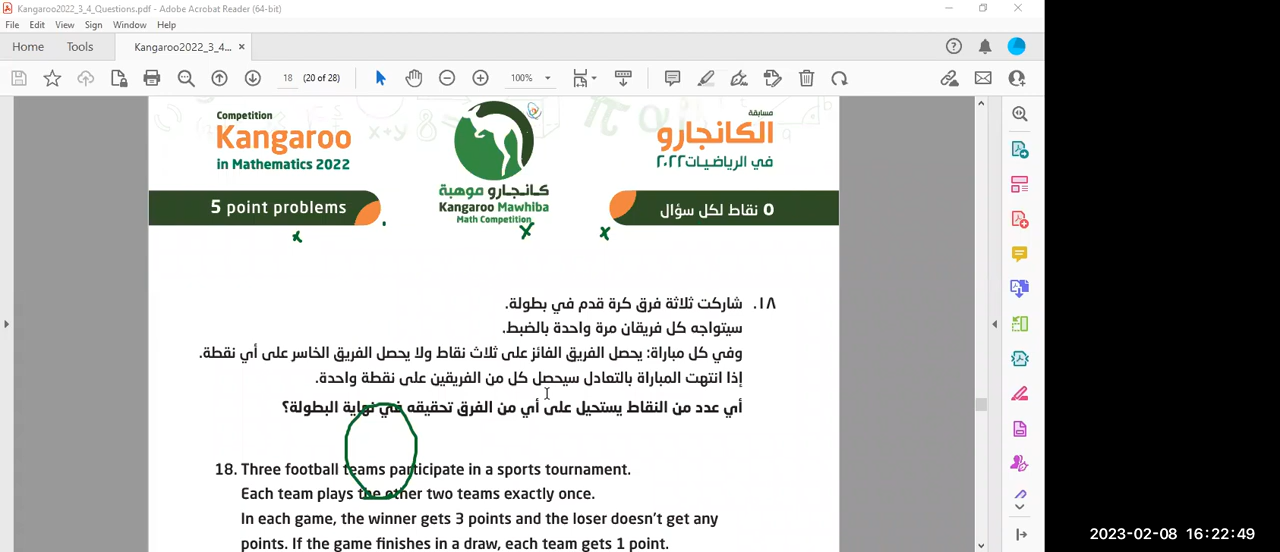 Kangaroo2022_3_4_Questions.pdf - Adobe Acrobat Reader (64-bit)
File Edit View Sign Window Help
Home Tools Kangaroo2022_3_4...
18 (20 of 28) 100%
Competition
Kangaroo
in Mathematics 2022
x+y 8
πα
مسابقة
الكانجارو
في الرياضيات ٢٠٢٢
كانجارو موهبة
Kangaroo Mawhiba
Math Competition
5 point problems
٥ نقاط لكل سؤال
x x x
١٨. شاركت ثلاثة فرق كرة قدم في بطولة.
سيتواجه كل فريقان مرة واحدة بالضبط.
وفي كل مباراة: يحصل الفريق الفائز على ثلاث نقاط ولا يحصل الفريق الخاسر على أي نقطة.
إذا انتهت المباراة بالتعادل سيحصل كل من الفريقين على نقطة واحدة.
أي عدد من النقاط يستحيل على أي من الفرق تحقيقه في نهاية البطولة؟
18. Three football teams participate in a sports tournament.
Each team plays the other two teams exactly once.
In each game, the winner gets 3 points and the loser doesn't get any
points. If the game finishes in a draw, each team gets 1 point.
2023-02-08 16:22:49